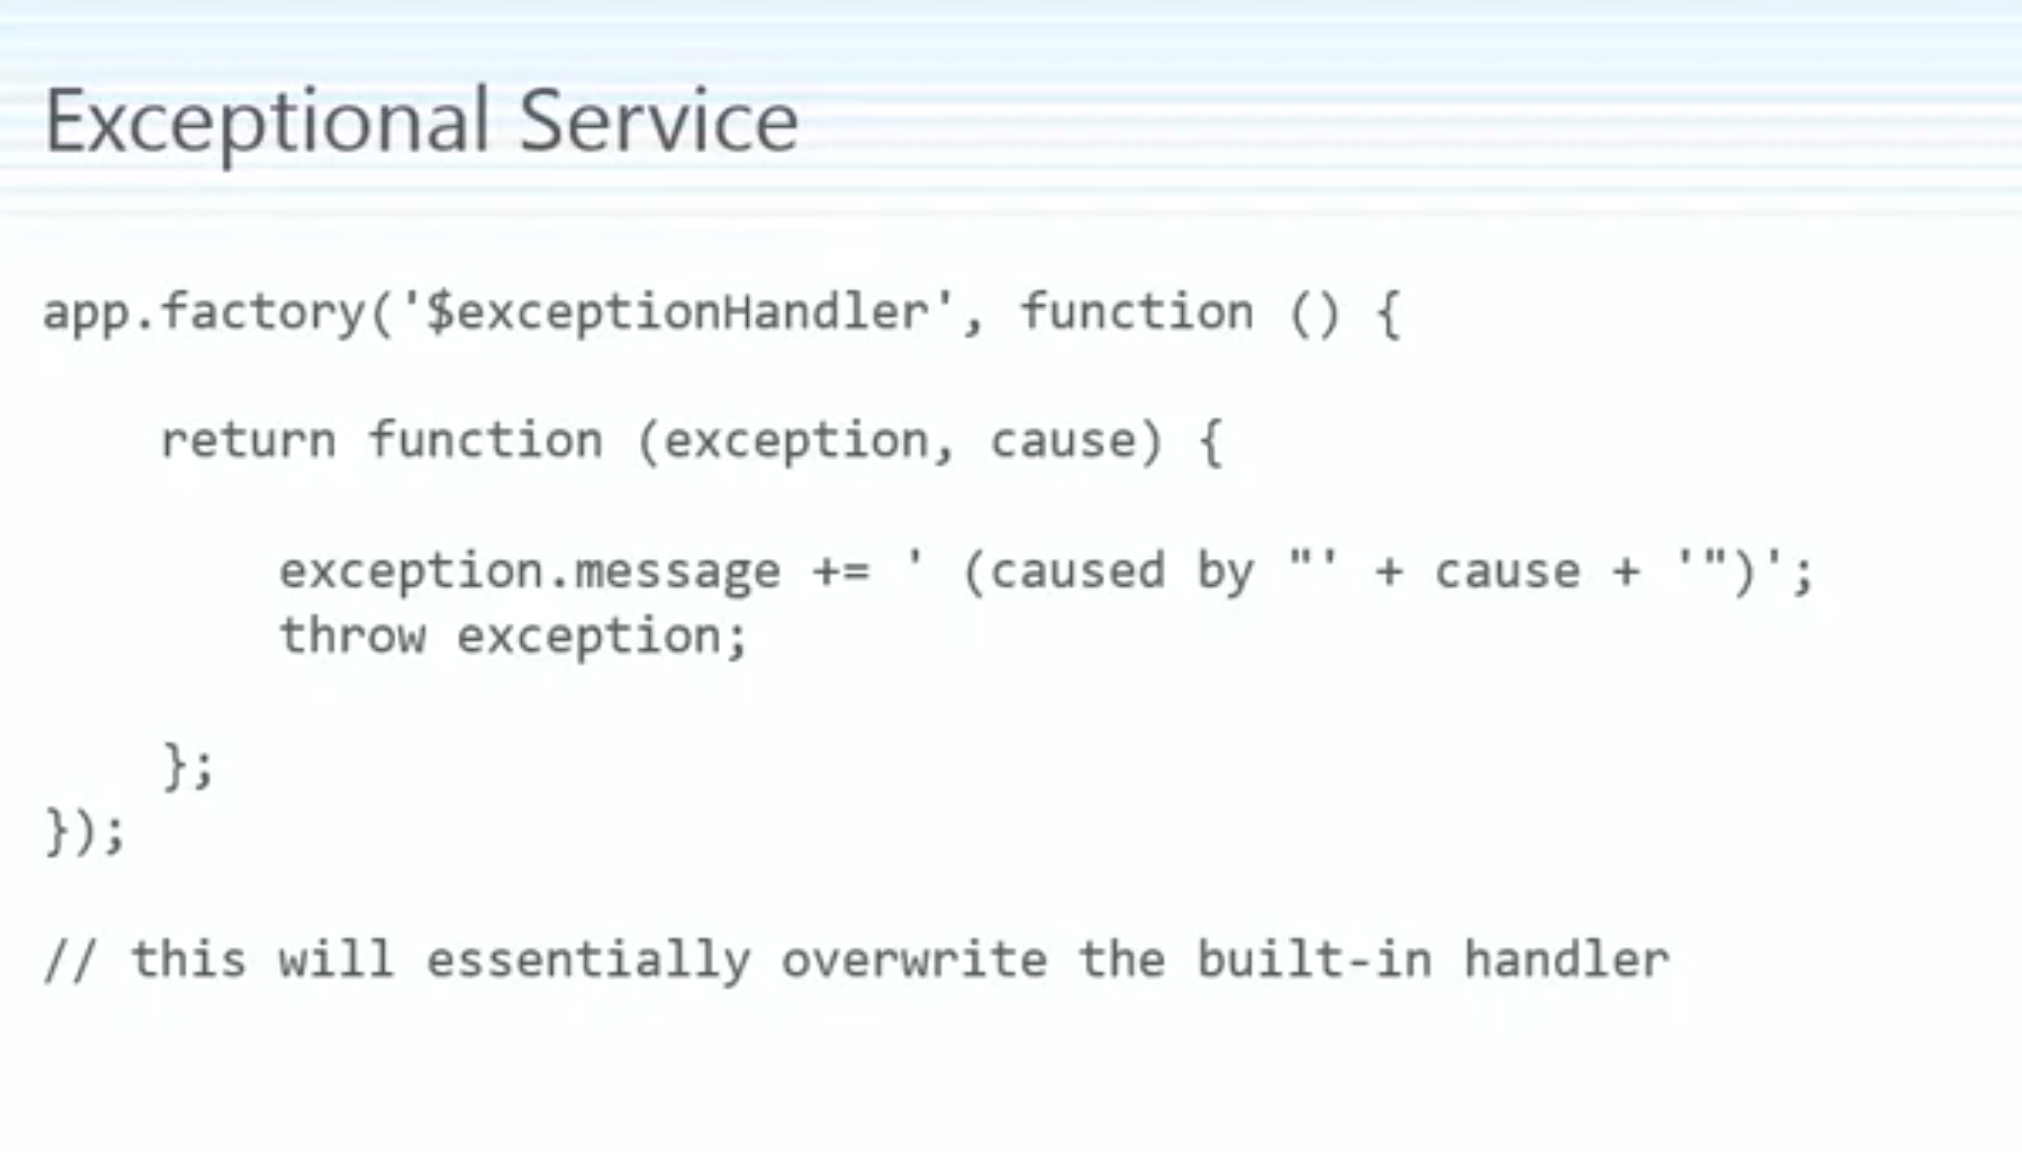 Exceptional Service
app.factory('$exceptionHandler', function () {
return function (exception, cause) {
exception.message += ' (caused by "' + cause + '")';
throw exception;
};
});
// this will essentially overwrite the built-in handler